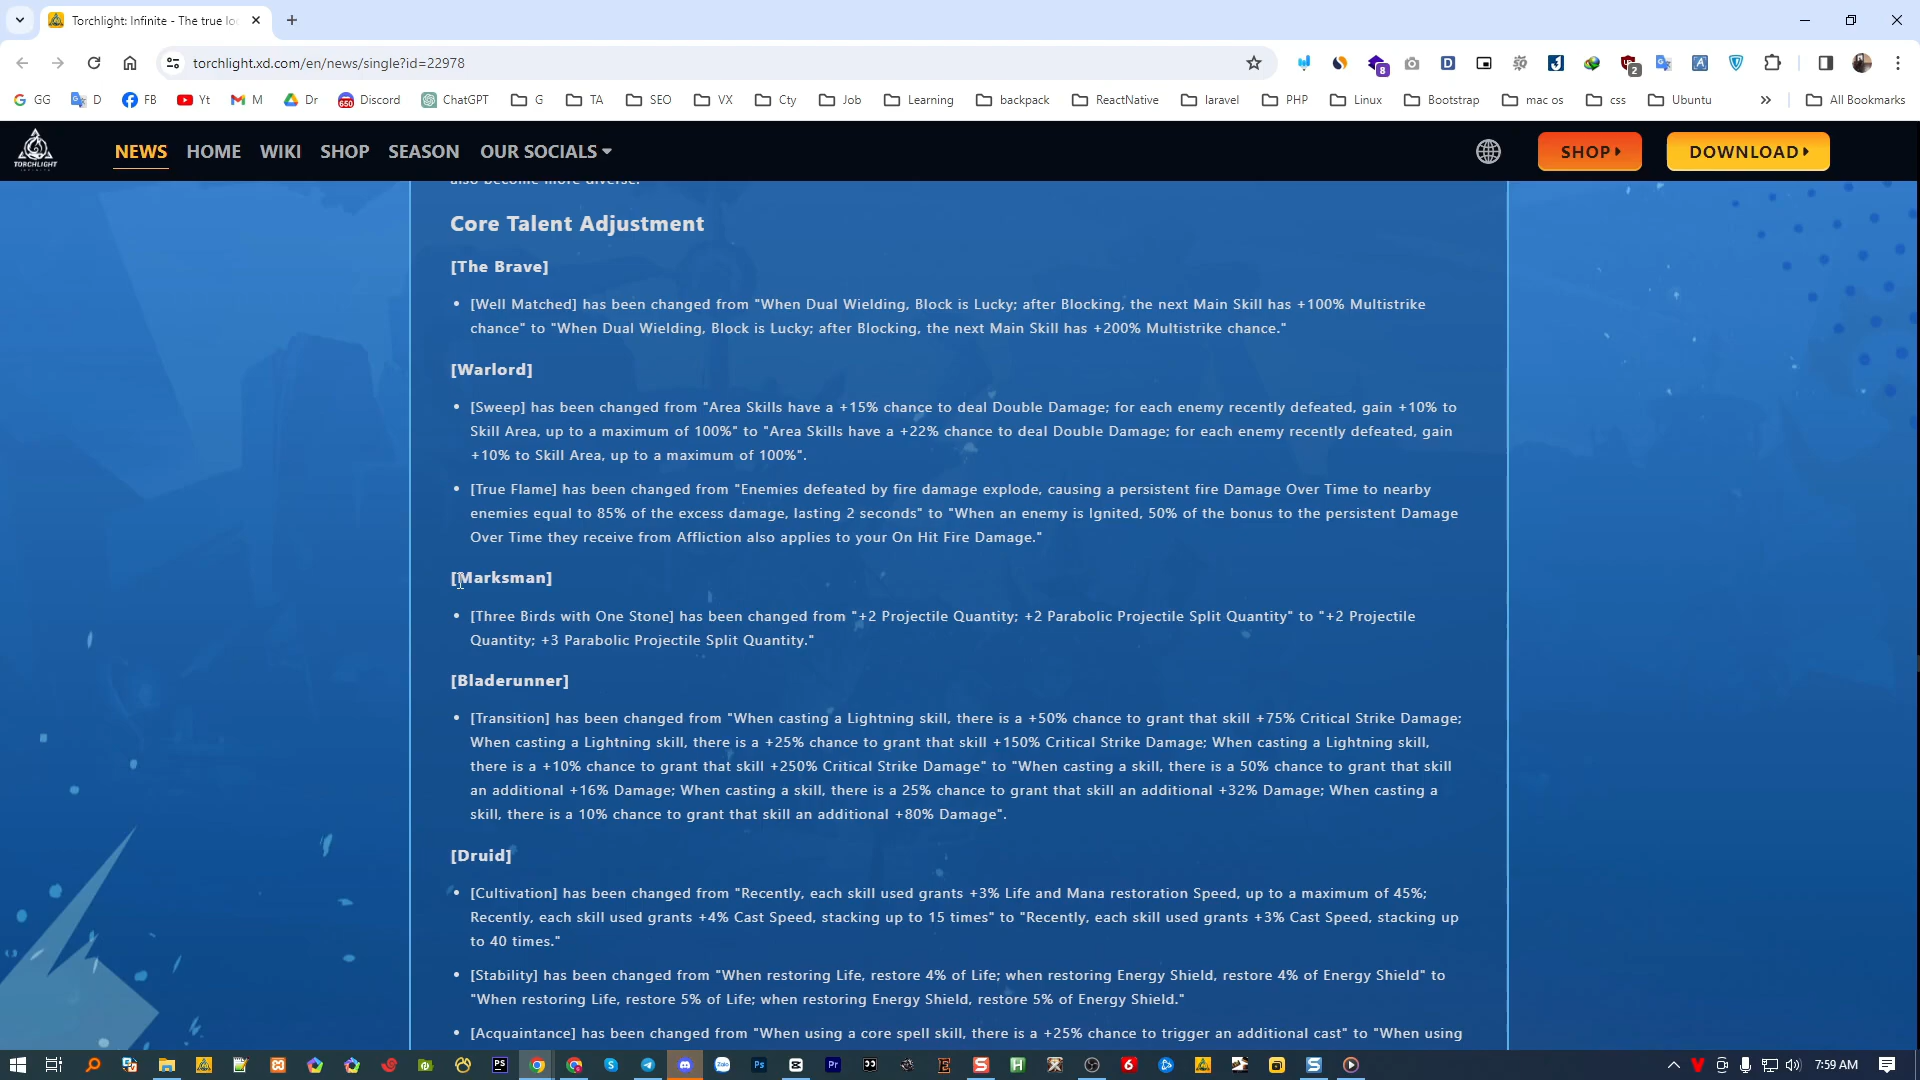 Torchlight: Infinite - The true lo
torchlight.xd.com/en/news/single?id=22978
8
2
GG
D
FB
Yt
M
Dr
Discord
ChatGPT
G
TA
SEO
VX
Cty
Job
Learning
backpack
ReactNative
laravel
PHP
Linux
Bootstrap
mac os
css
Ubuntu
All Bookmarks
TORCHLIGHT
NEWS
HOME
WIKI
SHOP
SEASON
OUR SOCIALS
SHOP
DOWNLOAD
also become more diverse.
Core Talent Adjustment
[The Brave]
• [Well Matched] has been changed from "When Dual Wielding, Block is Lucky; after Blocking, the next Main Skill has +100% Multistrike
chance" to "When Dual Wielding, Block is Lucky; after Blocking, the next Main Skill has +200% Multistrike chance."
[Warlord]
• [Sweep] has been changed from "Area Skills have a +15% chance to deal Double Damage; for each enemy recently defeated, gain +10% to
Skill Area, up to a maximum of 100%" to "Area Skills have a +22% chance to deal Double Damage; for each enemy recently defeated, gain
+10% to Skill Area, up to a maximum of 100%".
• [True Flame] has been changed from "Enemies defeated by fire damage explode, causing a persistent fire Damage Over Time to nearby
enemies equal to 85% of the excess damage, lasting 2 seconds" to "When an enemy is Ignited, 50% of the bonus to the persistent Damage
Over Time they receive from Affliction also applies to your On Hit Fire Damage."
[Marksman]
• [Three Birds with One Stone] has been changed from "+2 Projectile Quantity; +2 Parabolic Projectile Split Quantity" to "+2 Projectile
Quantity; +3 Parabolic Projectile Split Quantity."
[Bladerunner]
• [Transition] has been changed from "When casting a Lightning skill, there is a +50% chance to grant that skill +75% Critical Strike Damage;
When casting a Lightning skill, there is a +25% chance to grant that skill +150% Critical Strike Damage; When casting a Lightning skill,
there is a +10% chance to grant that skill +250% Critical Strike Damage" to "When casting a skill, there is a 50% chance to grant that skill
an additional +16% Damage; When casting a skill, there is a 25% chance to grant that skill an additional +32% Damage; When casting a
skill, there is a 10% chance to grant that skill an additional +80% Damage".
[Druid]
• [Cultivation] has been changed from "Recently, each skill used grants +3% Life and Mana restoration Speed, up to a maximum of 45%;
Recently, each skill used grants +4% Cast Speed, stacking up to 15 times" to "Recently, each skill used grants +3% Cast Speed, stacking up
to 40 times."
• [Stability] has been changed from "When restoring Life, restore 4% of Life; when restoring Energy Shield, restore 4% of Energy Shield" to
"When restoring Life, restore 5% of Life; when restoring Energy Shield, restore 5% of Energy Shield."
• [Acquaintance] has been changed from "When using a core spell skill, there is a +25% chance to trigger an additional cast" to "When using
7:59 AM